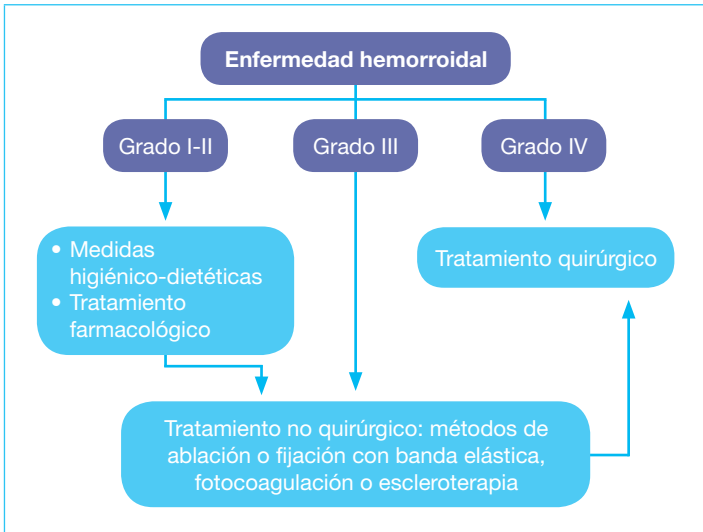 Enfermedad hemorroidal
Grado I-II
Grado III
Grado IV
• Medidas
higiénico-dietéticas
• Tratamiento
farmacológico
Tratamiento quirúrgico
Tratamiento no quirúrgico: métodos de
ablación o fijación con banda elástica,
fotocoagulación o escleroterapia